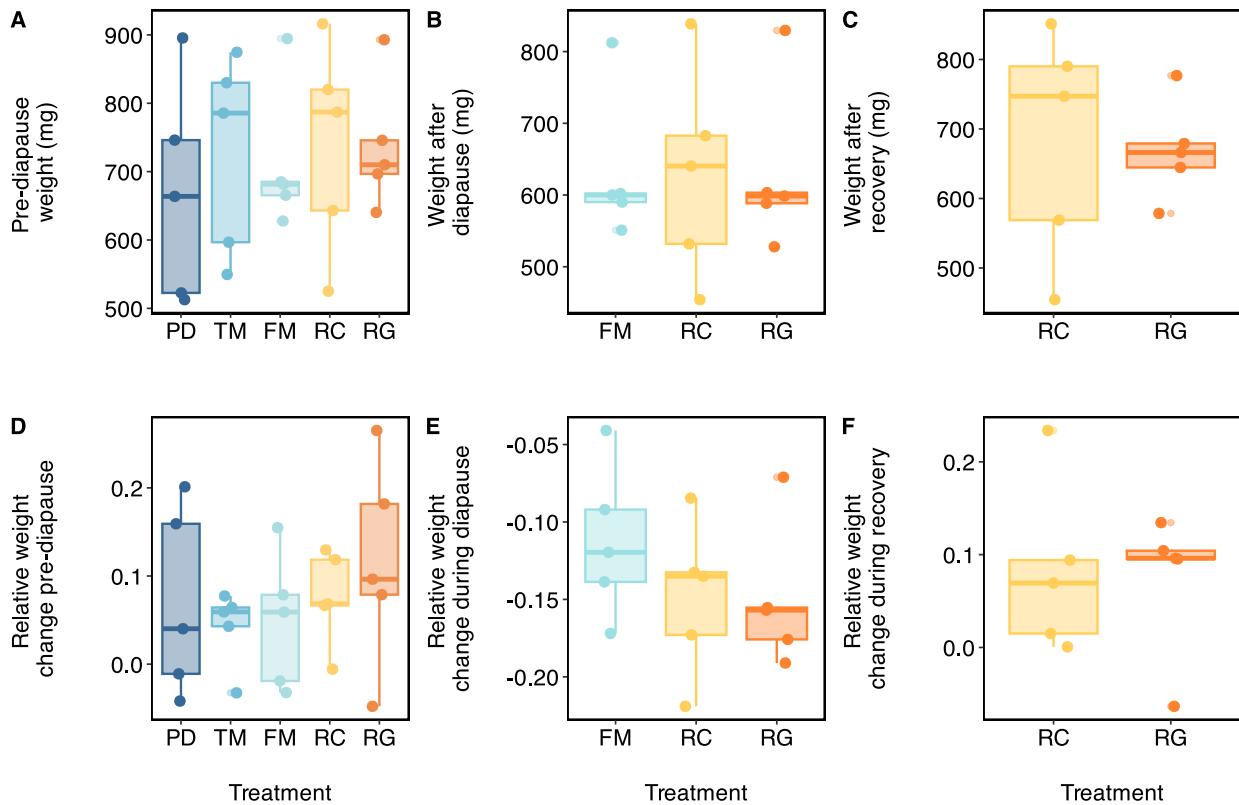 A
Pre-diapause
weight (mg)
900
800
700
600
500
PD TM FM RC RG
B
Weight after
diapause (mg)
800
700
600
FM RC RG
C
Weight after
recovery (mg)
800
700
600
500
RC RG
D
Relative weight
change pre-diapause
0.2
0.1
0.0
PD TM FM RC RG
Treatment
E
Relative weight
change during diapause
-0.05
-0.10
-0.15
-0.20
FM RC RG
Treatment
F
Relative weight
change during recovery
0.2
0.1
0.0
RC RG
Treatment